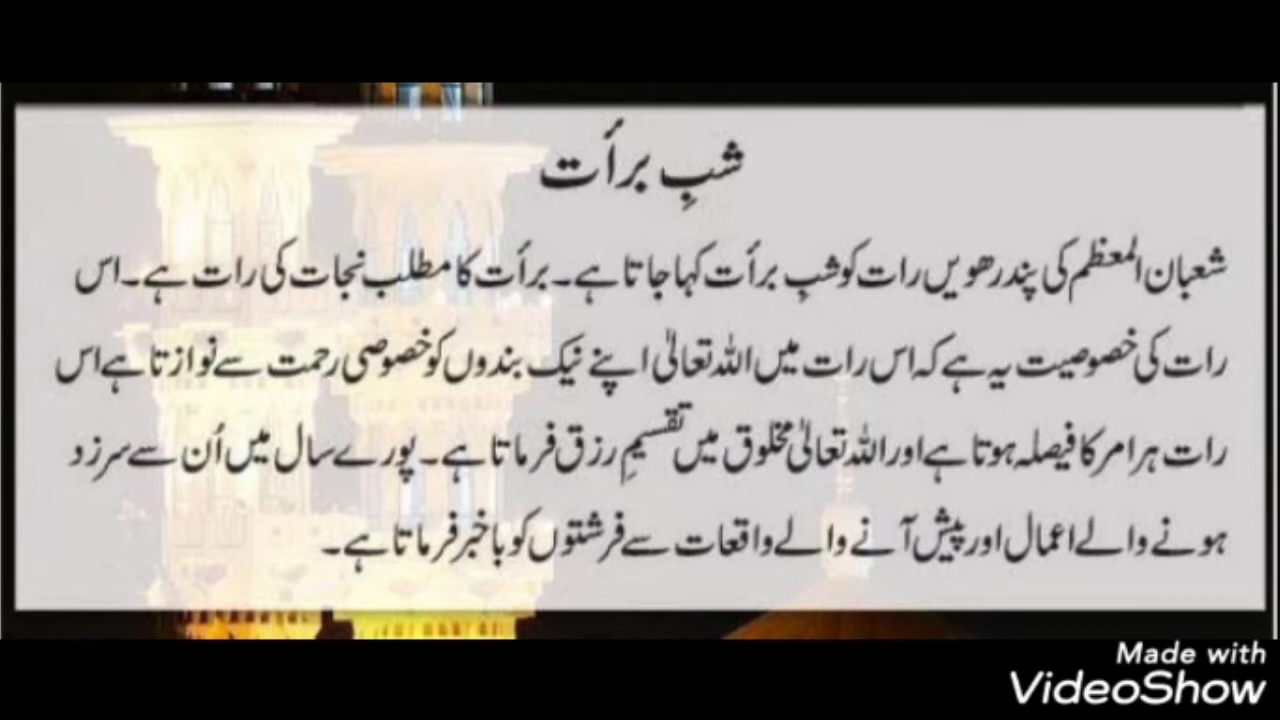 شبِ برأت
شعبان المعظم کی پندرھویں رات کو شبِ برأت کہا جاتا ہے۔ برأت کا مطلب نجات کی رات ہے۔ اس
رات کی خصوصیت یہ ہے کہ اس رات میں اللہ تعالیٰ اپنے نیک بندوں کو خصوصی رحمت سے نوازتا ہے اس
رات ہر امر کا فیصلہ ہوتا ہے اور اللہ تعالیٰ مخلوق میں تقسیمِ رزق فرماتا ہے۔ پورے سال میں اُن سے سرزد
ہونے والے اعمال اور پیش آنے والے واقعات سے فرشتوں کو باخبر فرماتا ہے۔
Made with
VideoShow